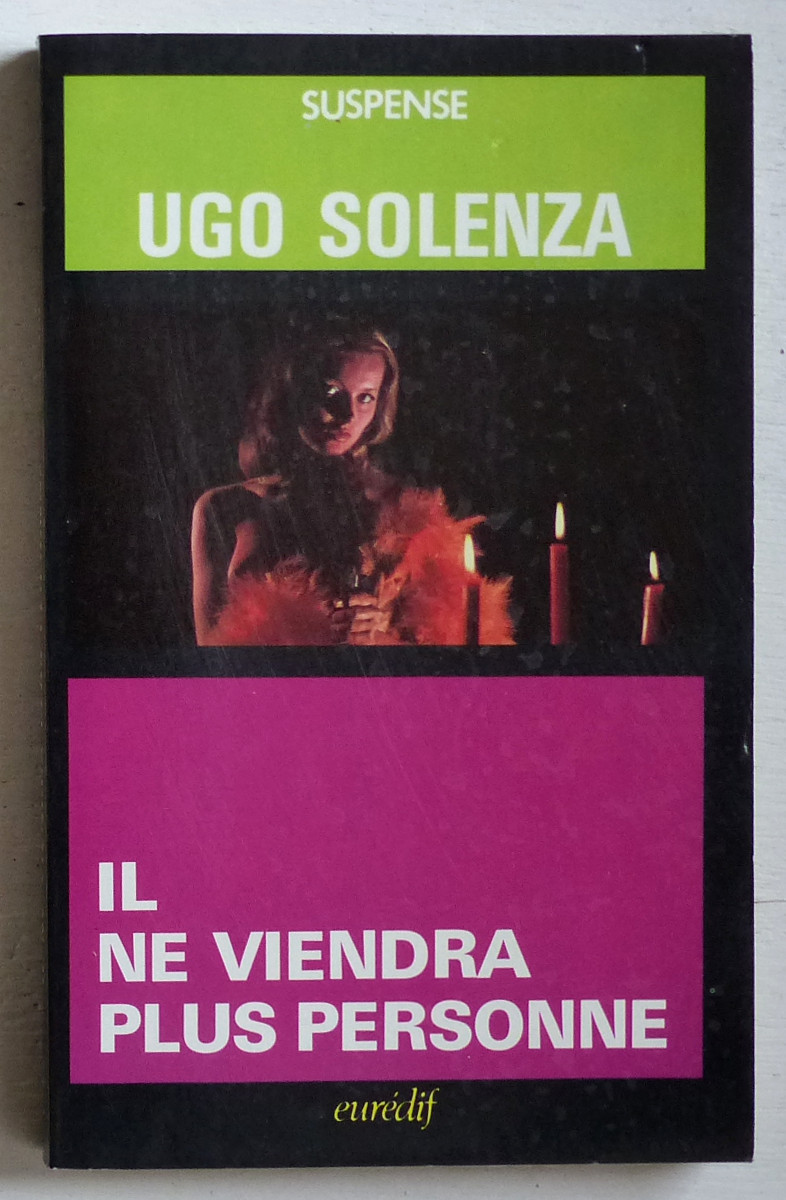 SUSPENSE
UGO SOLENZA
IL
NE VIENDRA
PLUS PERSONNE
eurédif